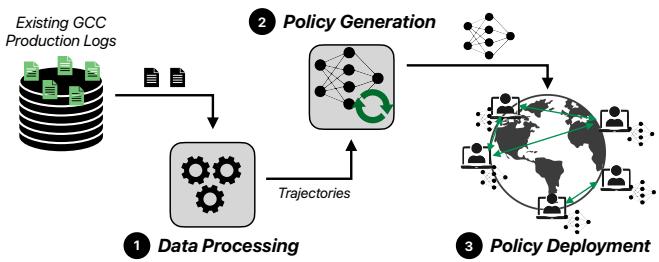 Existing GCC
Production Logs
2 Policy Generation
Trajectories
1 Data Processing
3 Policy Deployment